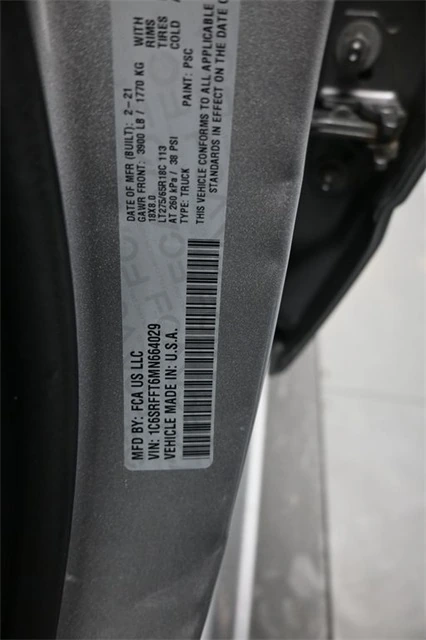 MFD BY: FCA US LLC
VIN: 1C6SRFFT6MN664029
VEHICLE MADE IN: U.S.A.
DATE OF MFR (BUILT): 2-21
GAWR FRONT: 3900 LB / 1770 KG WITH
18X8.0 RIMS
LT275/65R18C 113 TIRES
AT 260 kPa / 38 PSI COLD
TYPE: TRUCK PAINT: PSC
THIS VEHICLE CONFORMS TO ALL APPLICABLE
STANDARDS IN EFFECT ON THE DATE